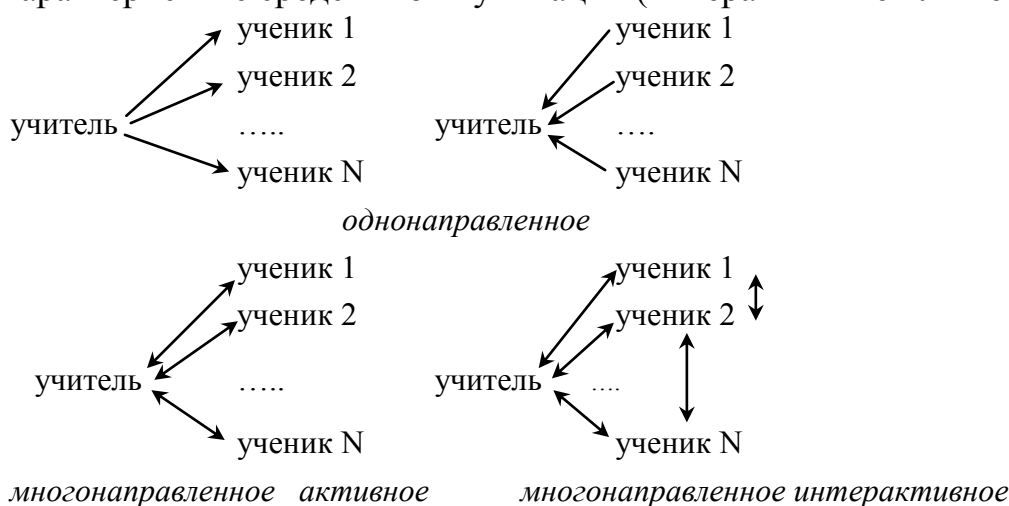 ученик 1 ученик 1
ученик 2 ученик 2
учитель ….. учитель ….
ученик N ученик N
однонаправленное
ученик 1 ученик 1
ученик 2 ученик 2
учитель ….. учитель ….
ученик N ученик N
многонаправленное активное многонаправленное интерактивное